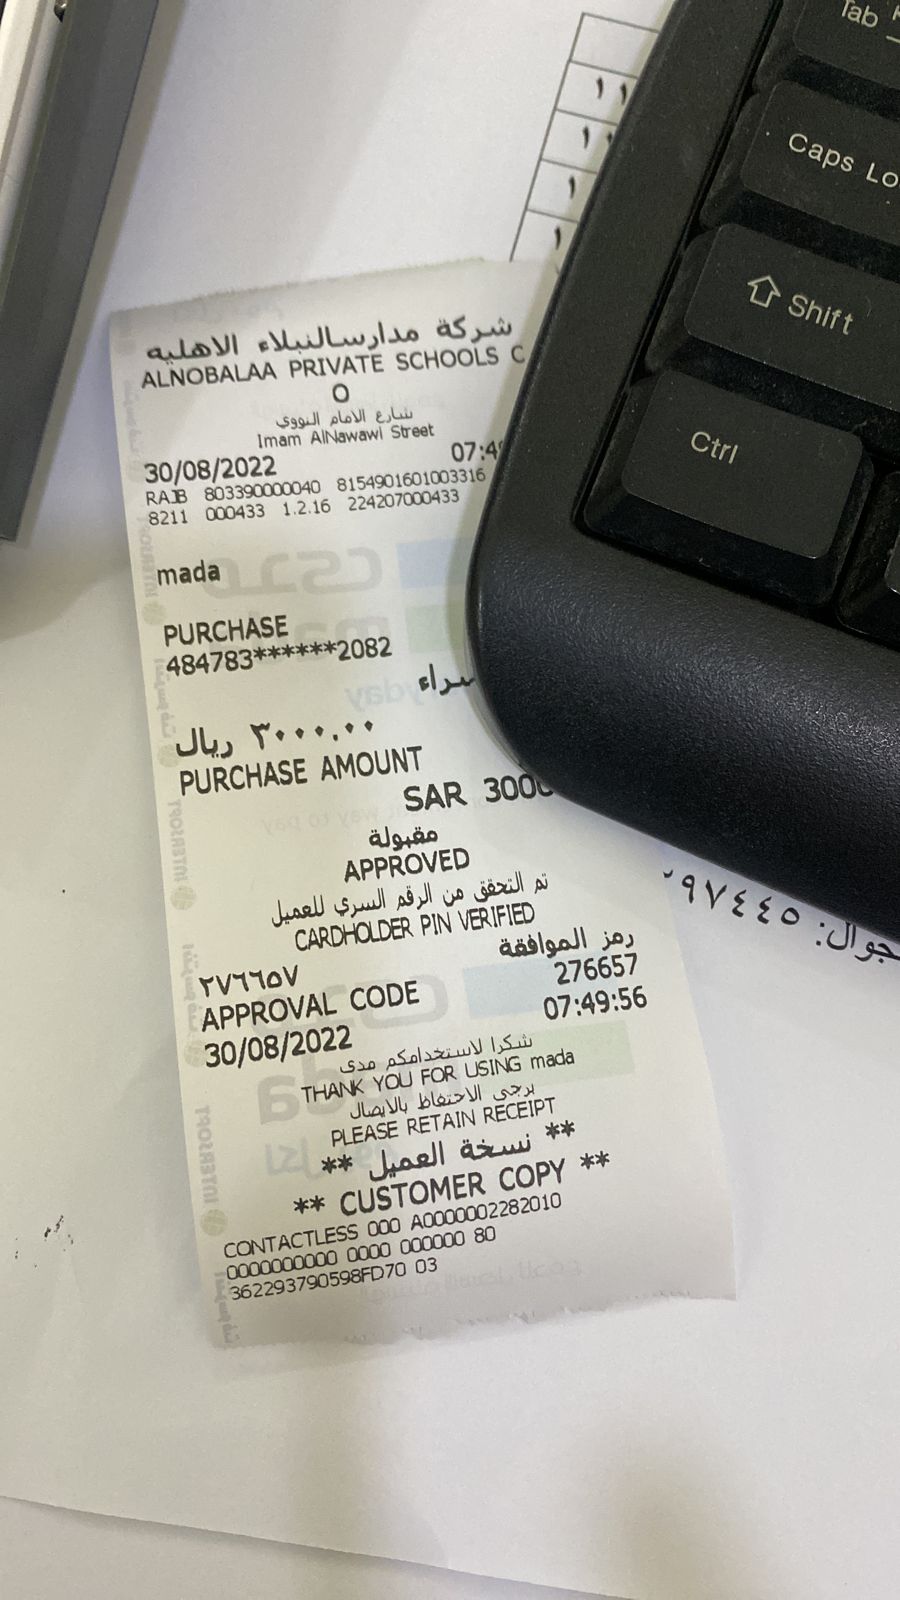 شركة مدارسالنبلاء الاهليه
ALNOBALAA PRIVATE SCHOOLS C
O
شارع الامام النووي
Imam AlNawawi Street
30/08/2022 07:4
RAJB 803390000040 8154901601003316
8211 000433 1.2.16 224207000433
mada
PURCHASE
484783******2082
سراء
٣٠٠٠.٠٠ ريال
PURCHASE AMOUNT
SAR 300
مقبولة
APPROVED
تم التحقق من الرقم السري للعميل
CARDHOLDER PIN VERIFIED
رمز الموافقة
٢٧٦٦٥٧ 276657
APPROVAL CODE 07:49:56
30/08/2022
شكرا لاستخدامكم مدى
THANK YOU FOR USING mada
يرجى الاحتفاظ بالايصال
PLEASE RETAIN RECEIPT
** نسخة العميل **
** CUSTOMER COPY **
CONTACTLESS 000 A0000002282010
0000000000 0000 000000 80
362293790598FD70 03
Tab
Caps Lo
Shift
Ctrl
جوال: ٩٧٤٤٥